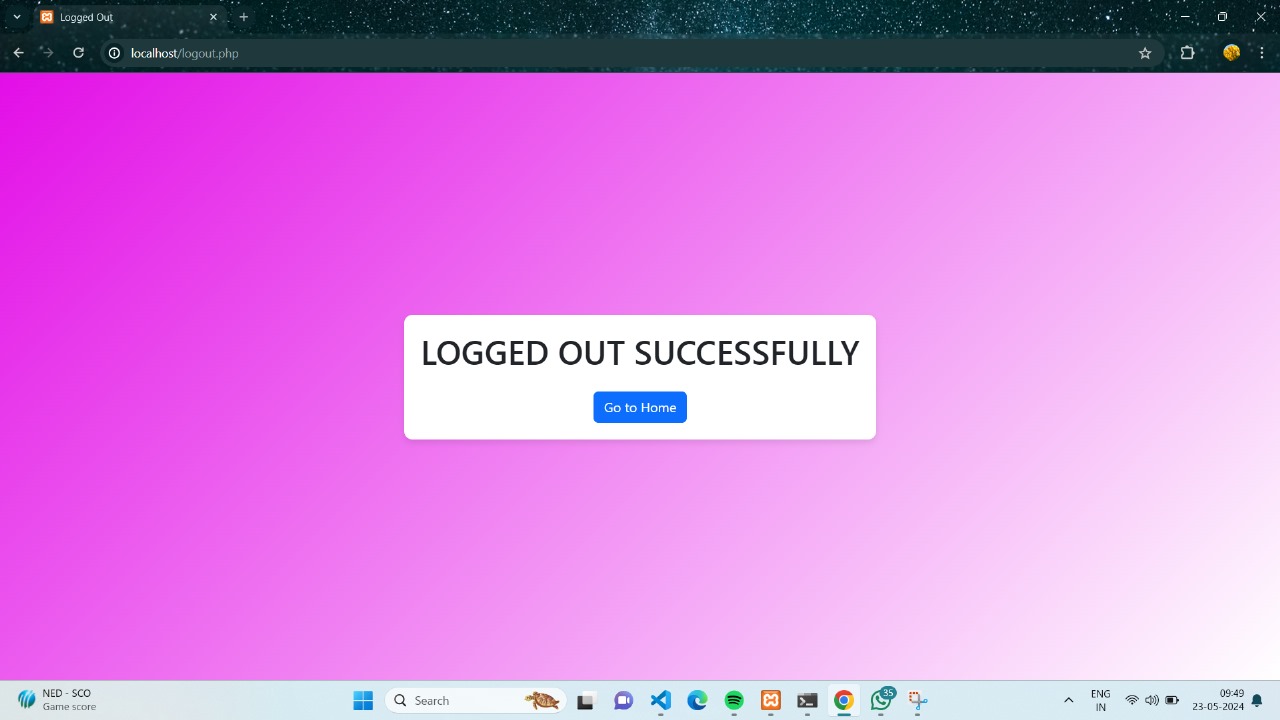 Logged Out
localhost/logout.php
LOGGED OUT SUCCESSFULLY
Go to Home
NED - SCO
Game score
Search
35
ENG
IN
09:49
23-05-2024